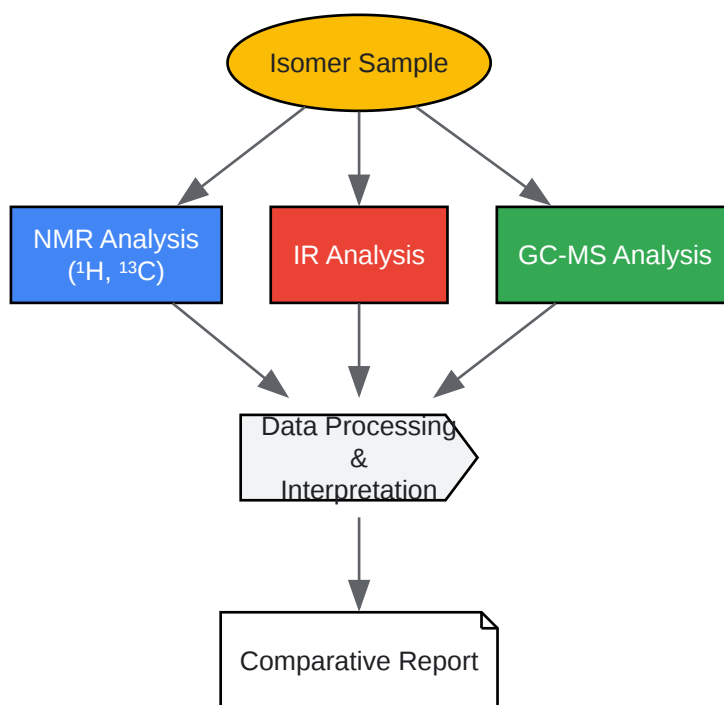 Isomer Sample
NMR Analysis
(¹H, ¹³C)
IR Analysis
GC-MS Analysis
Data Processing
&
Interpretation
Comparative Report